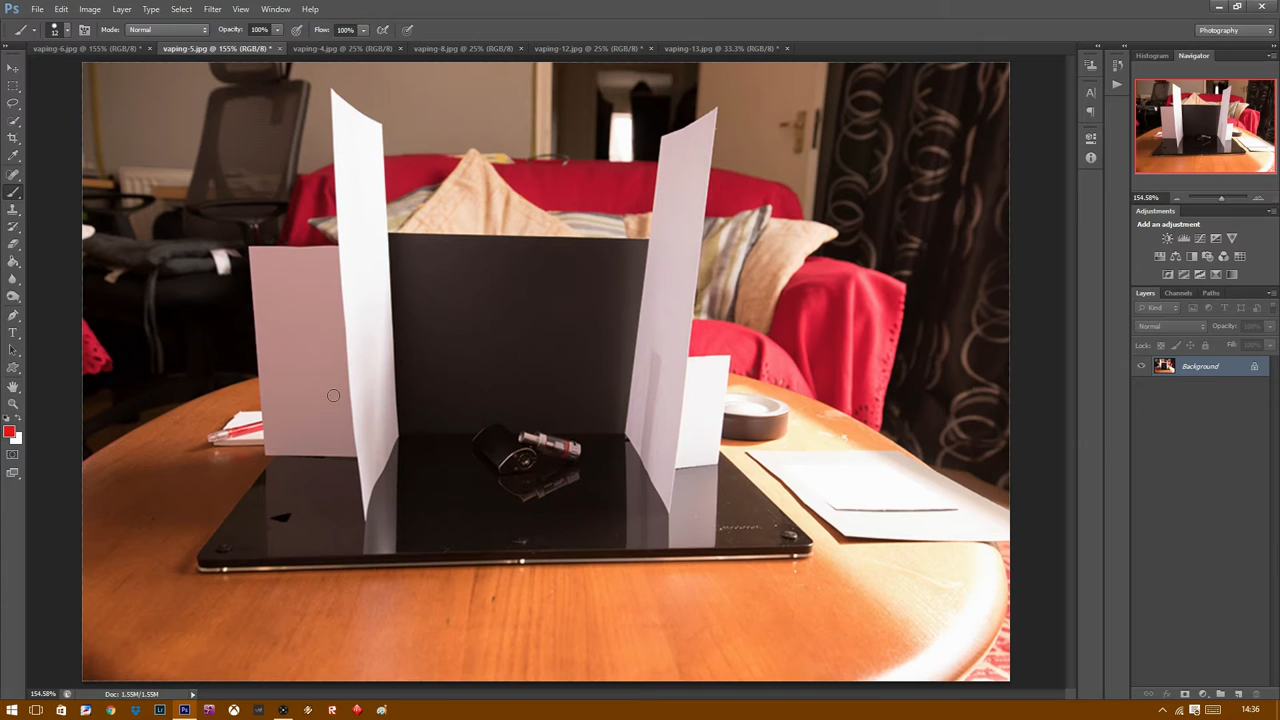 Ps File Edit Image Layer Type Select Filter View Window Help
12 Mode: Normal Opacity: 100% Flow: 100% Photography
vaping-6.jpg @ 155% (RGB/8) * × vaping-5.jpg @ 155% (RGB/8) * × vaping-4.jpg @ 25% (RGB/8) * × vaping-8.jpg @ 25% (RGB/8) * × vaping-12.jpg @ 25% (RGB/8) * × vaping-13.jpg @ 33.3% (RGB/8) * ×
Histogram Navigator
154.58%
Adjustments
Add an adjustment
Layers Channels Paths
Kind
Normal Opacity: 100%
Lock: Fill: 100%
Background
154.58% Doc: 1.55M/1.55M
14:36